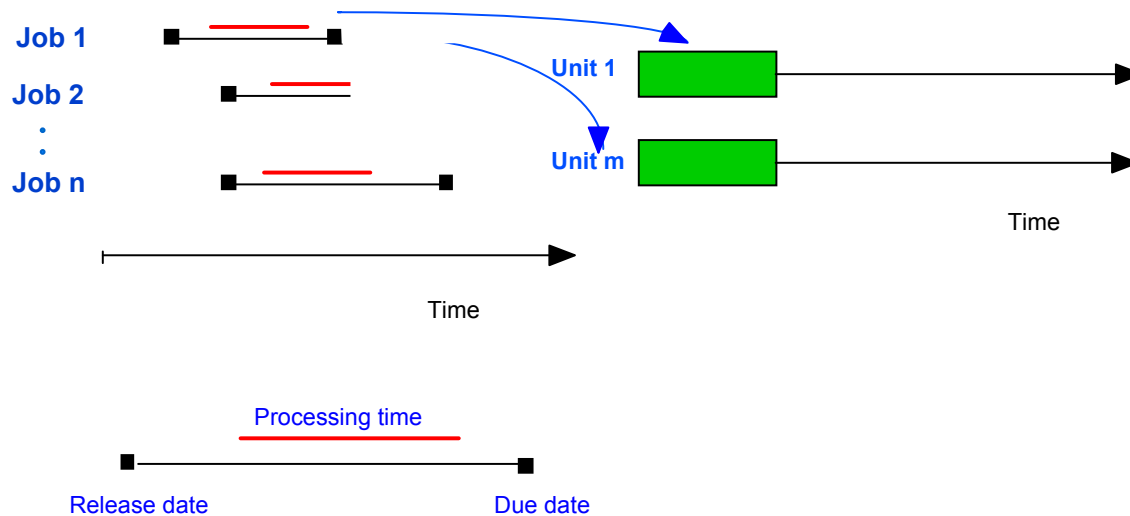 Job 1
Job 2
:
Job n
Unit 1
Unit m
Time
Time
Processing time
Release date
Due date